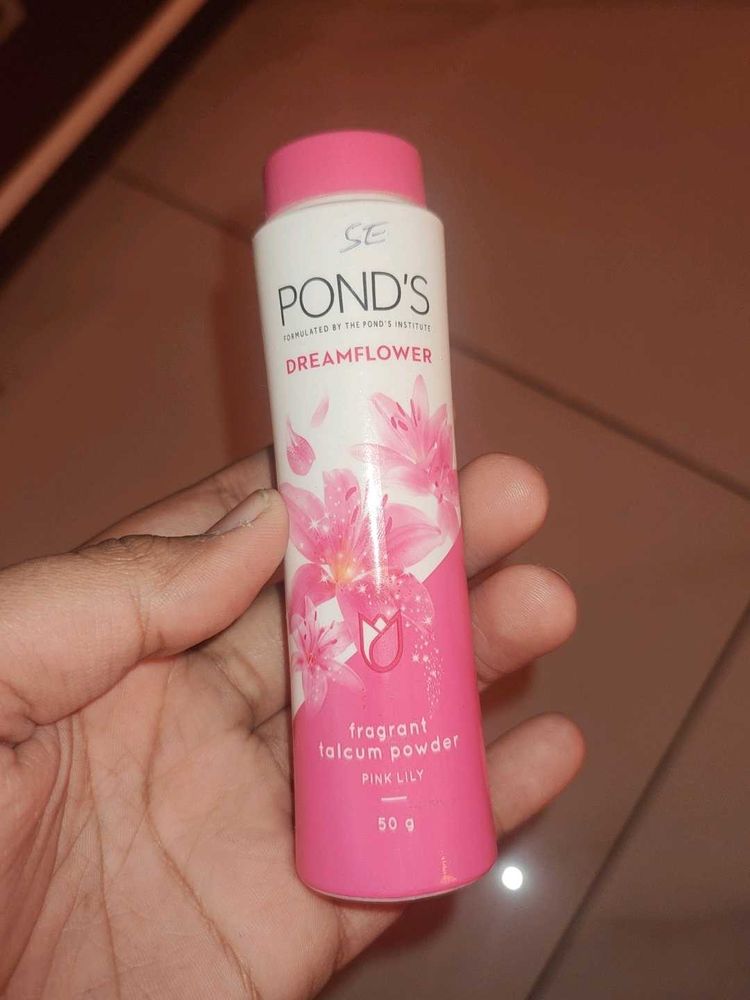 SE
POND'S
FORMULATED BY THE POND'S INSTITUTE
DREAMFLOWER
fragrant
talcum powder
PINK LILY
50 g